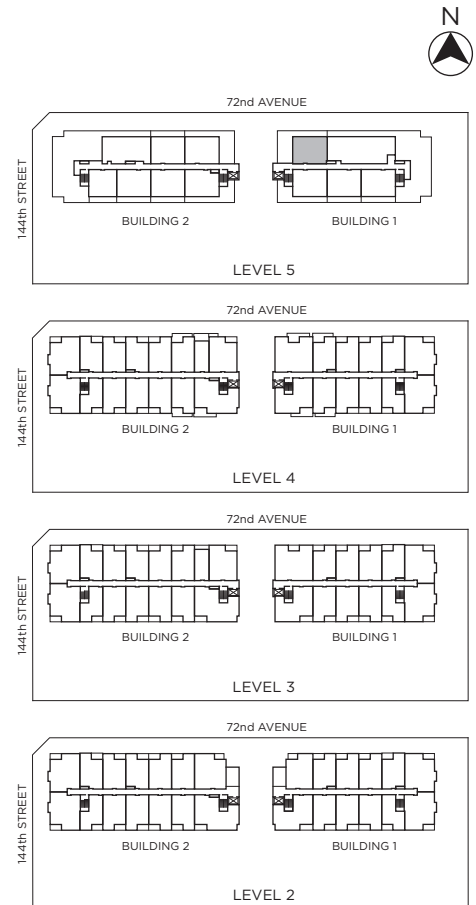 N
72nd AVENUE
144th STREET
BUILDING 2
BUILDING 1
LEVEL 5
72nd AVENUE
144th STREET
BUILDING 2
BUILDING 1
LEVEL 4
72nd AVENUE
144th STREET
BUILDING 2
BUILDING 1
LEVEL 3
72nd AVENUE
144th STREET
BUILDING 2
BUILDING 1
LEVEL 2